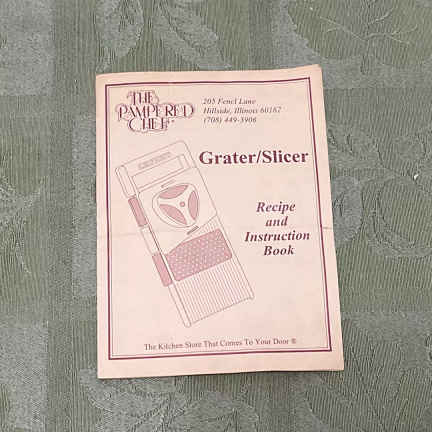 THE
PAMPERED
CHEF
205 Fencl Lane
Hillside, Illinois 60162
(708) 449-3906
Grater/Slicer
Recipe
and
Instruction
Book
The Kitchen Store That Comes To Your Door ®